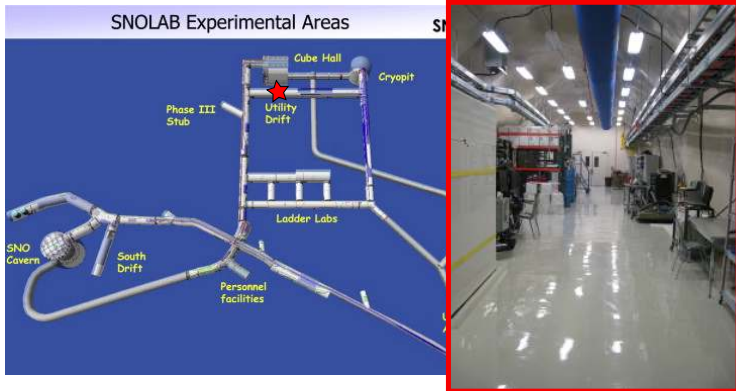 SNOLAB Experimental Areas
SN
Cube Hall
Cryopit
Phase III
Stub
Utility
Drift
Ladder Labs
SNO
Cavern
South
Drift
Personnel
facilities